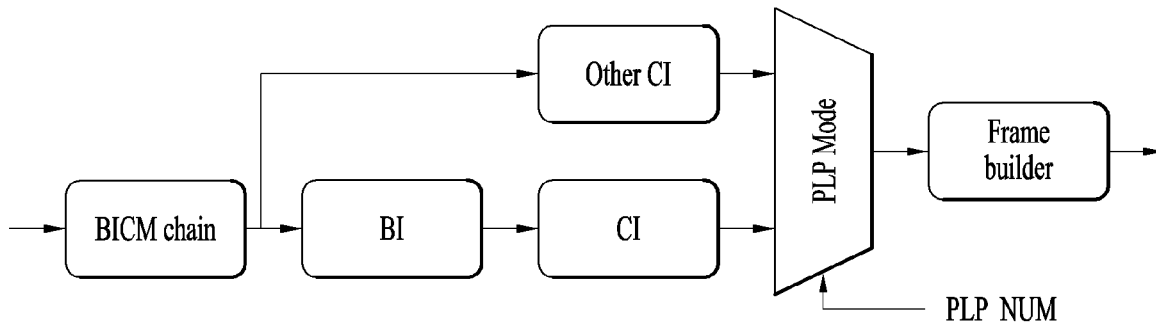 Other CI
PLP Mode
Frame
builder
BICM chain
BI
CI
PLP NUM